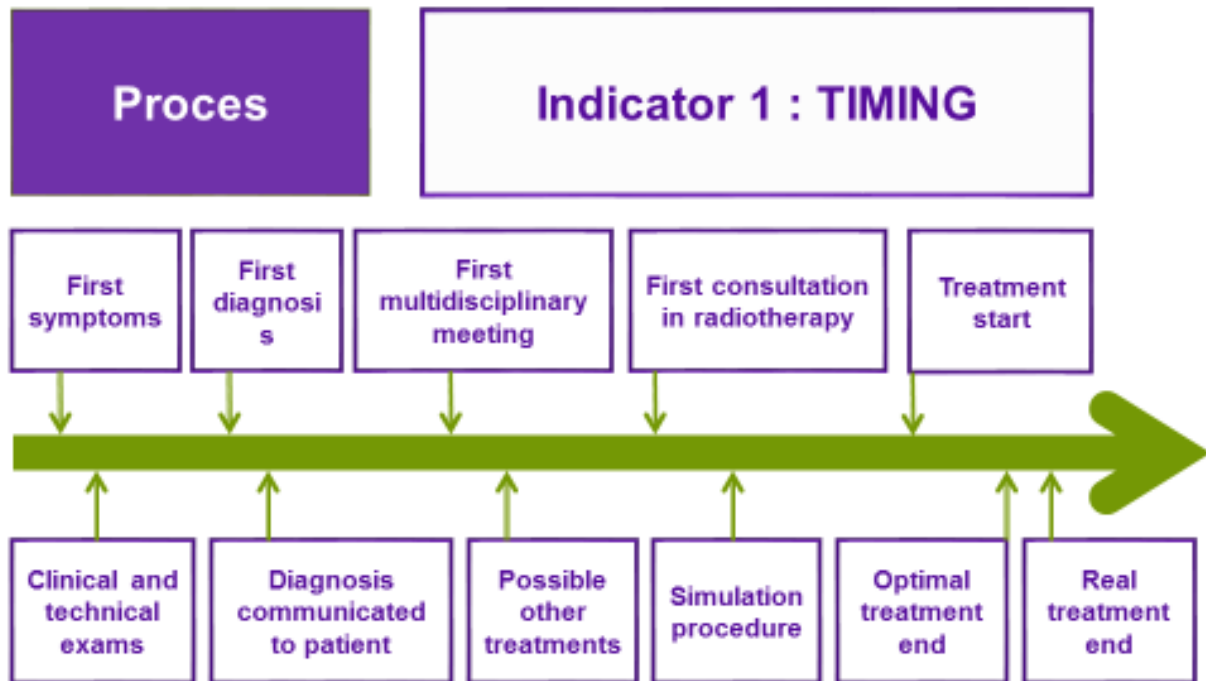 Proces
Indicator 1 : TIMING
First
symptoms
First
diagnosi
s
First
multidisciplinary
meeting
First consultation
in radiotherapy
Treatment
start
Clinical and
technical
exams
Diagnosis
communicated
to patient
Possible
other
treatments
Simulation
procedure
Optimal
treatment
end
Real
treatment
end